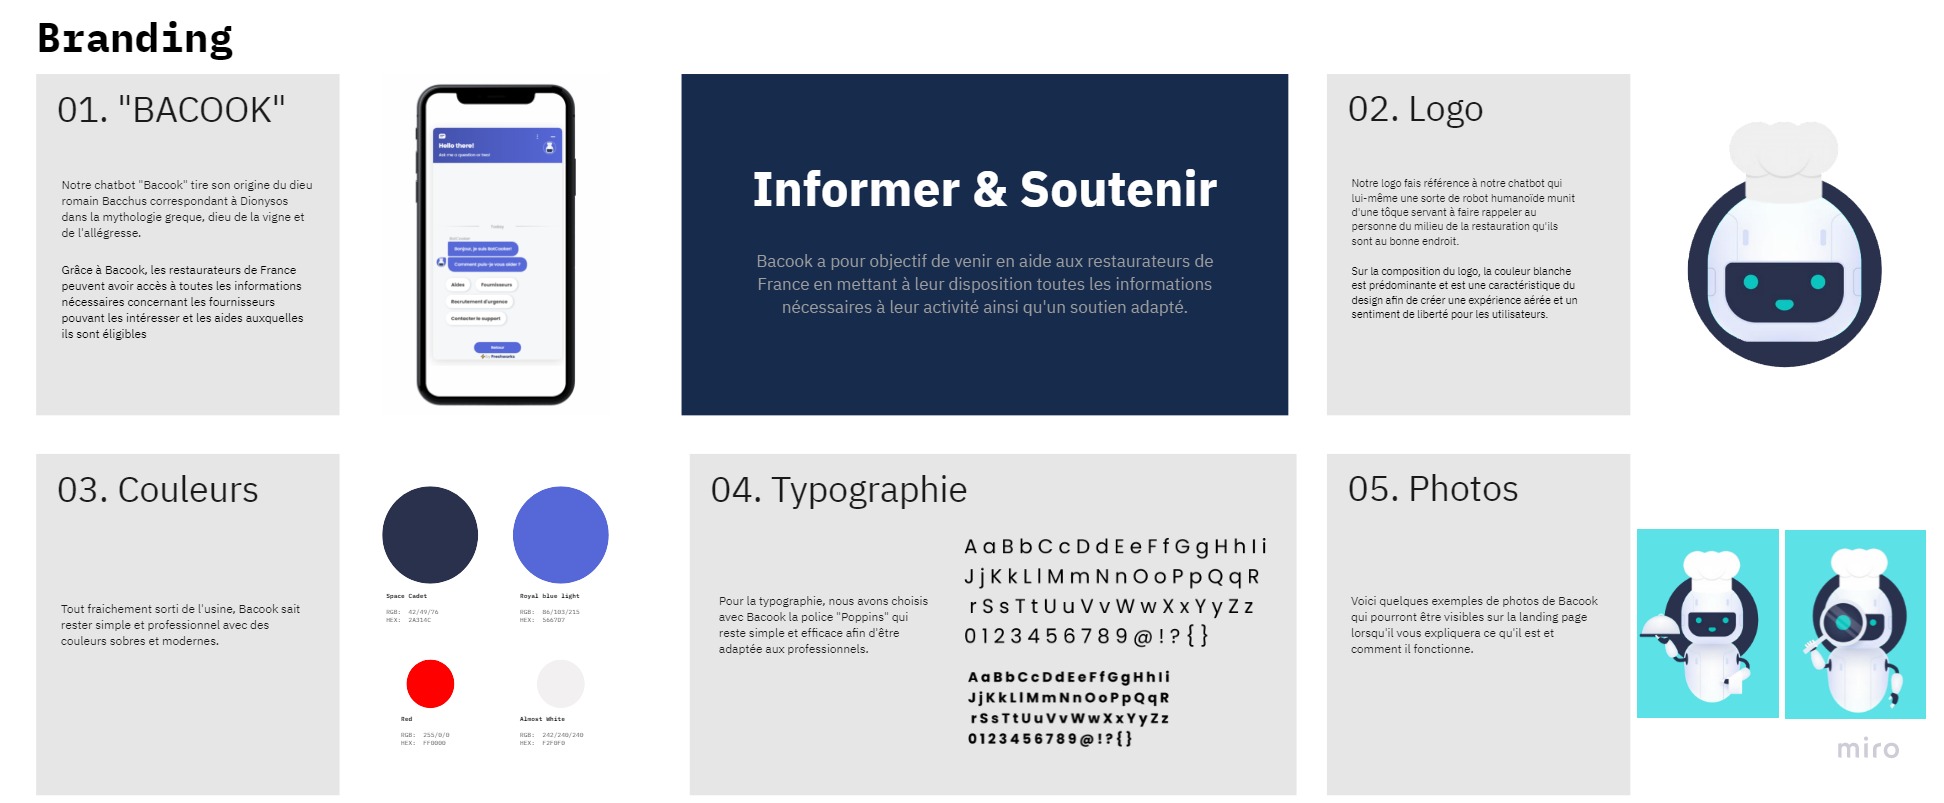 Branding
01. "BACOOK"
Notre chatbot "Bacook" tire son origine du dieu
romain Bacchus correspondant à Dionysos
dans la mythologie greque, dieu de la vigne et
de l'allégresse.
Grâce à Bacook, les restaurateurs de France
peuvent avoir accès à toutes les informations
nécessaires concernant les fournisseurs
pouvant les intéresser et les aides auxquelles
ils sont éligibles
Hello there!
Ask me a question or text
Today
Bonjour, je suis BotCooster!
Comment puis-je vous aider ?
Aides
Fournisseurs
Recrutement d'urgence
Contacter le support
Retour
by Freshworks
Informer & Soutenir
Bacook a pour objectif de venir en aide aux restaurateurs de
France en mettant à leur disposition toutes les informations
nécessaires à leur activité ainsi qu'un soutien adapté.
02. Logo
Notre logo fais référence à notre chatbot qui
lui-même une sorte de robot humanoïde munit
d'une tôque servant à faire rappeler au
personne du milieu de la restauration qu'ils
sont au bonne endroit.
Sur la composition du logo, la couleur blanche
est prédominante et est une caractéristique du
design afin de créer une expérience aérée et un
sentiment de liberté pour les utilisateurs.
03. Couleurs
Tout fraichement sorti de l'usine, Bacook sait
rester simple et professionnel avec des
couleurs sobres et modernes.
Space Cadet
RGB: 42/49/76
HEX: 2A314C
Royal blue light
RGB: 86/103/215
HEX: 5667D7
Red
RGB: 255/0/0
HEX: FF0000
Almost White
RGB: 242/240/240
HEX: F2F0F0
04. Typographie
Pour la typographie, nous avons choisis
avec Bacook la police "Poppins" qui
reste simple et efficace afin d'être
adaptée aux professionnels.
AaBbCcDdEeFfGgHhIi
JjKkLlMmNnOoPpQqR
rSsTtUuVvWwXxYyZz
0123456789@!?{}
AaBbCcDdEeFfGgHhIi
JjKkLlMmNnOoPpQqR
rSsTtUuVvWwXxYyZz
0123456789@!?{}
05. Photos
Voici quelques exemples de photos de Bacook
qui pourront être visibles sur la landing page
lorsqu'il vous expliquera ce qu'il est et
comment il fonctionne.
miro